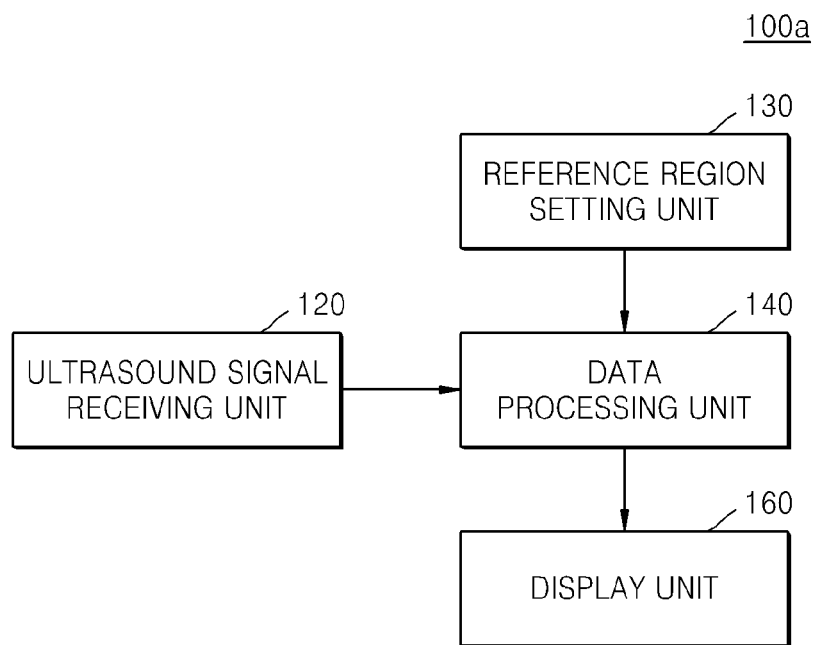 100a
130
REFERENCE REGION
SETTING UNIT
120
ULTRASOUND SIGNAL
RECEIVING UNIT
140
DATA
PROCESSING UNIT
160
DISPLAY UNIT